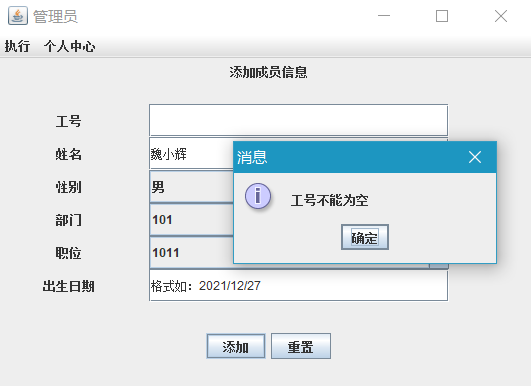 管理员
执行 个人中心
添加成员信息
工号
姓名 魏小辉
性别 男
部门 101
职位 1011
出生日期 格式如：2021/12/27
添加 重置
消息
工号不能为空
确定